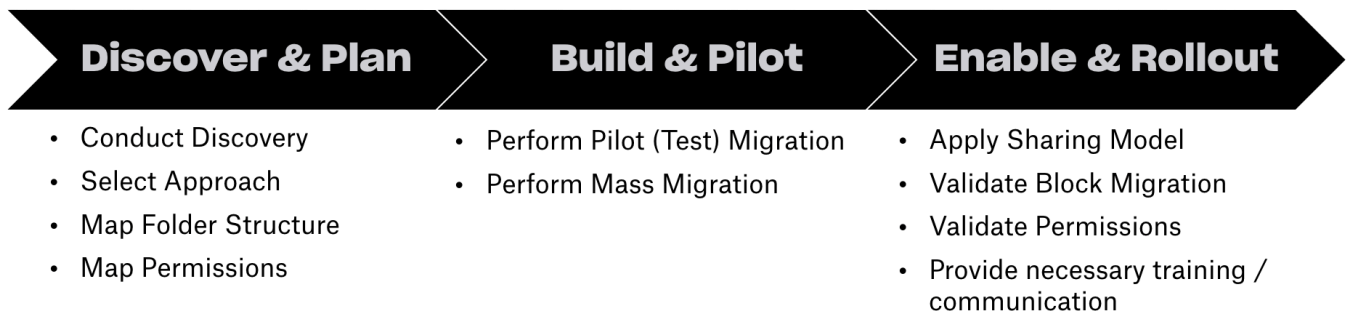 Discover & Plan
• Conduct Discovery
• Select Approach
• Map Folder Structure
• Map Permissions
Build & Pilot
• Perform Pilot (Test) Migration
• Perform Mass Migration
Enable & Rollout
• Apply Sharing Model
• Validate Block Migration
• Validate Permissions
• Provide necessary training /
communication